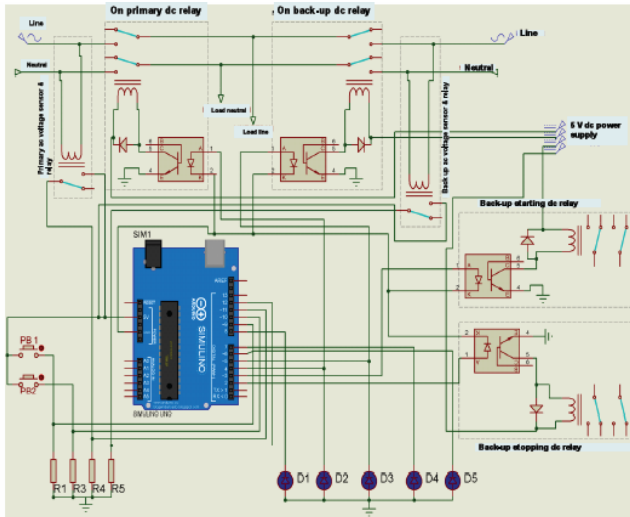 On primary dc relay
On back-up dc relay
Line
Line
Neutral
Neutral
Primary ac voltage sensor & relay
Back up ac voltage sensor & relay
Load neutral
Load line
5 V dc power supply
Back-up starting dc relay
SIM1
ARDUINO
SIMULINO
SIMULINO UNO
PB1
PB2
R1
R3
R4
R5
D1
D2
D3
D4
D5
Back-up stopping dc relay